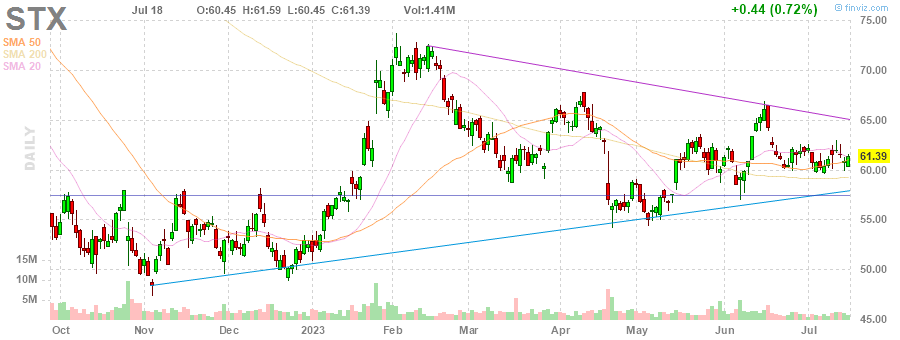 STX Jul 18 O:60.45 H:61.59 L:60.45 C:61.39 Vol:1.41M +0.44 (0.72%) © finviz.com
SMA 50
SMA 200
SMA 20
DAILY
75.00
70.00
65.00
61.39
60.00
55.00
50.00
45.00
15M
10M
5M
Oct Nov Dec 2023 Feb Mar Apr May Jun Jul